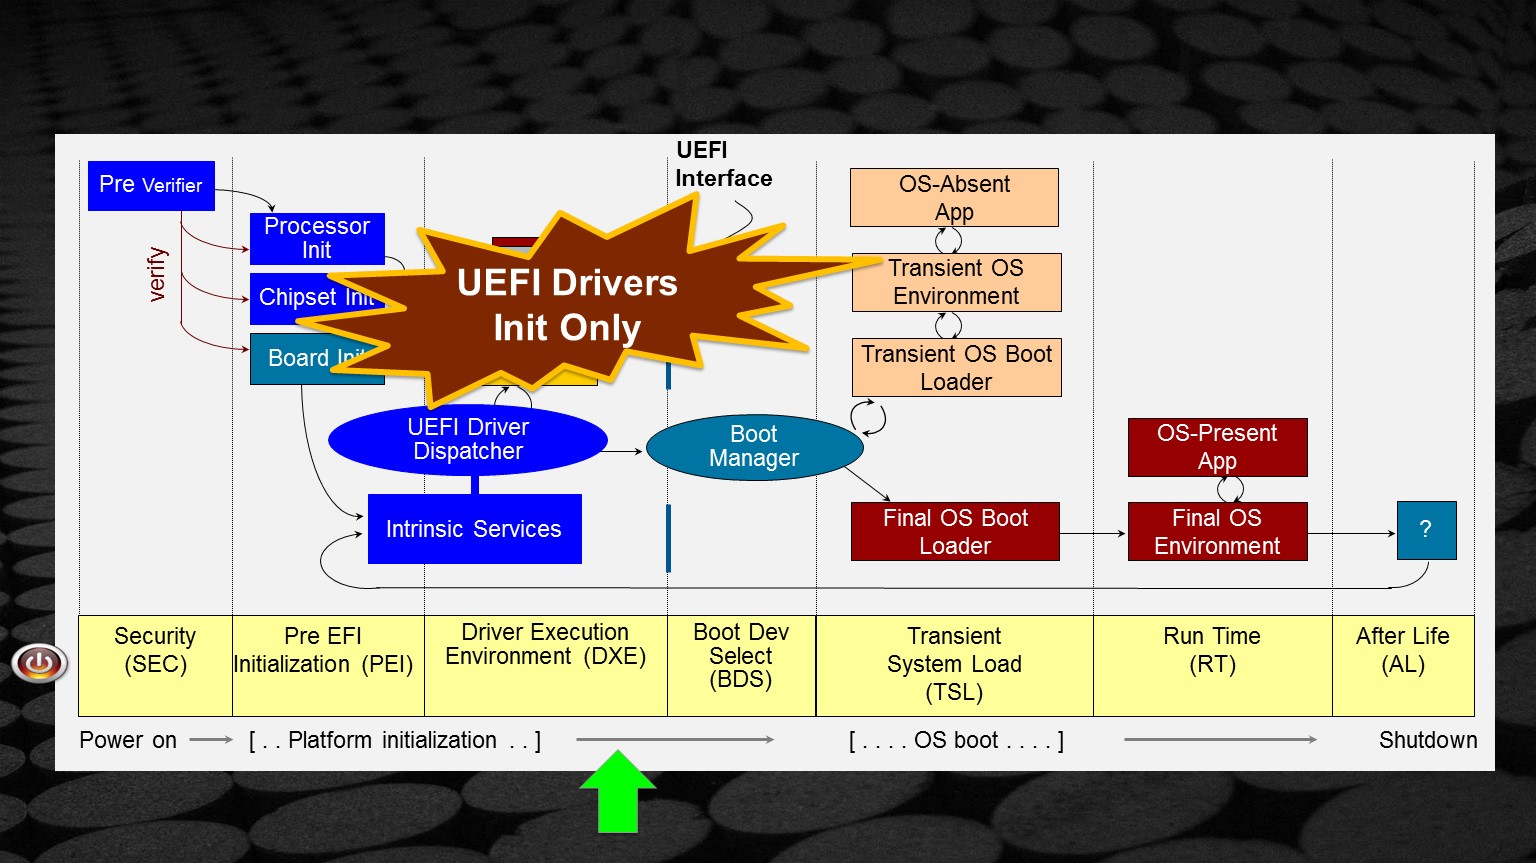 UEFI
Interface
Pre Verifier
verify
Processor
Init
Chipset Init
Board Init
UEFI Drivers
Init Only
UEFI Driver
Dispatcher
Intrinsic Services
Boot
Manager
OS-Absent
App
Transient OS
Environment
Transient OS Boot
Loader
Final OS Boot
Loader
OS-Present
App
Final OS
Environment
?
Security
(SEC)
Pre EFI
Initialization (PEI)
Driver Execution
Environment (DXE)
Boot Dev
Select
(BDS)
Transient
System Load
(TSL)
Run Time
(RT)
After Life
(AL)
Power on
[ . . Platform initialization . . ]
[ . . . . OS boot . . . . ]
Shutdown